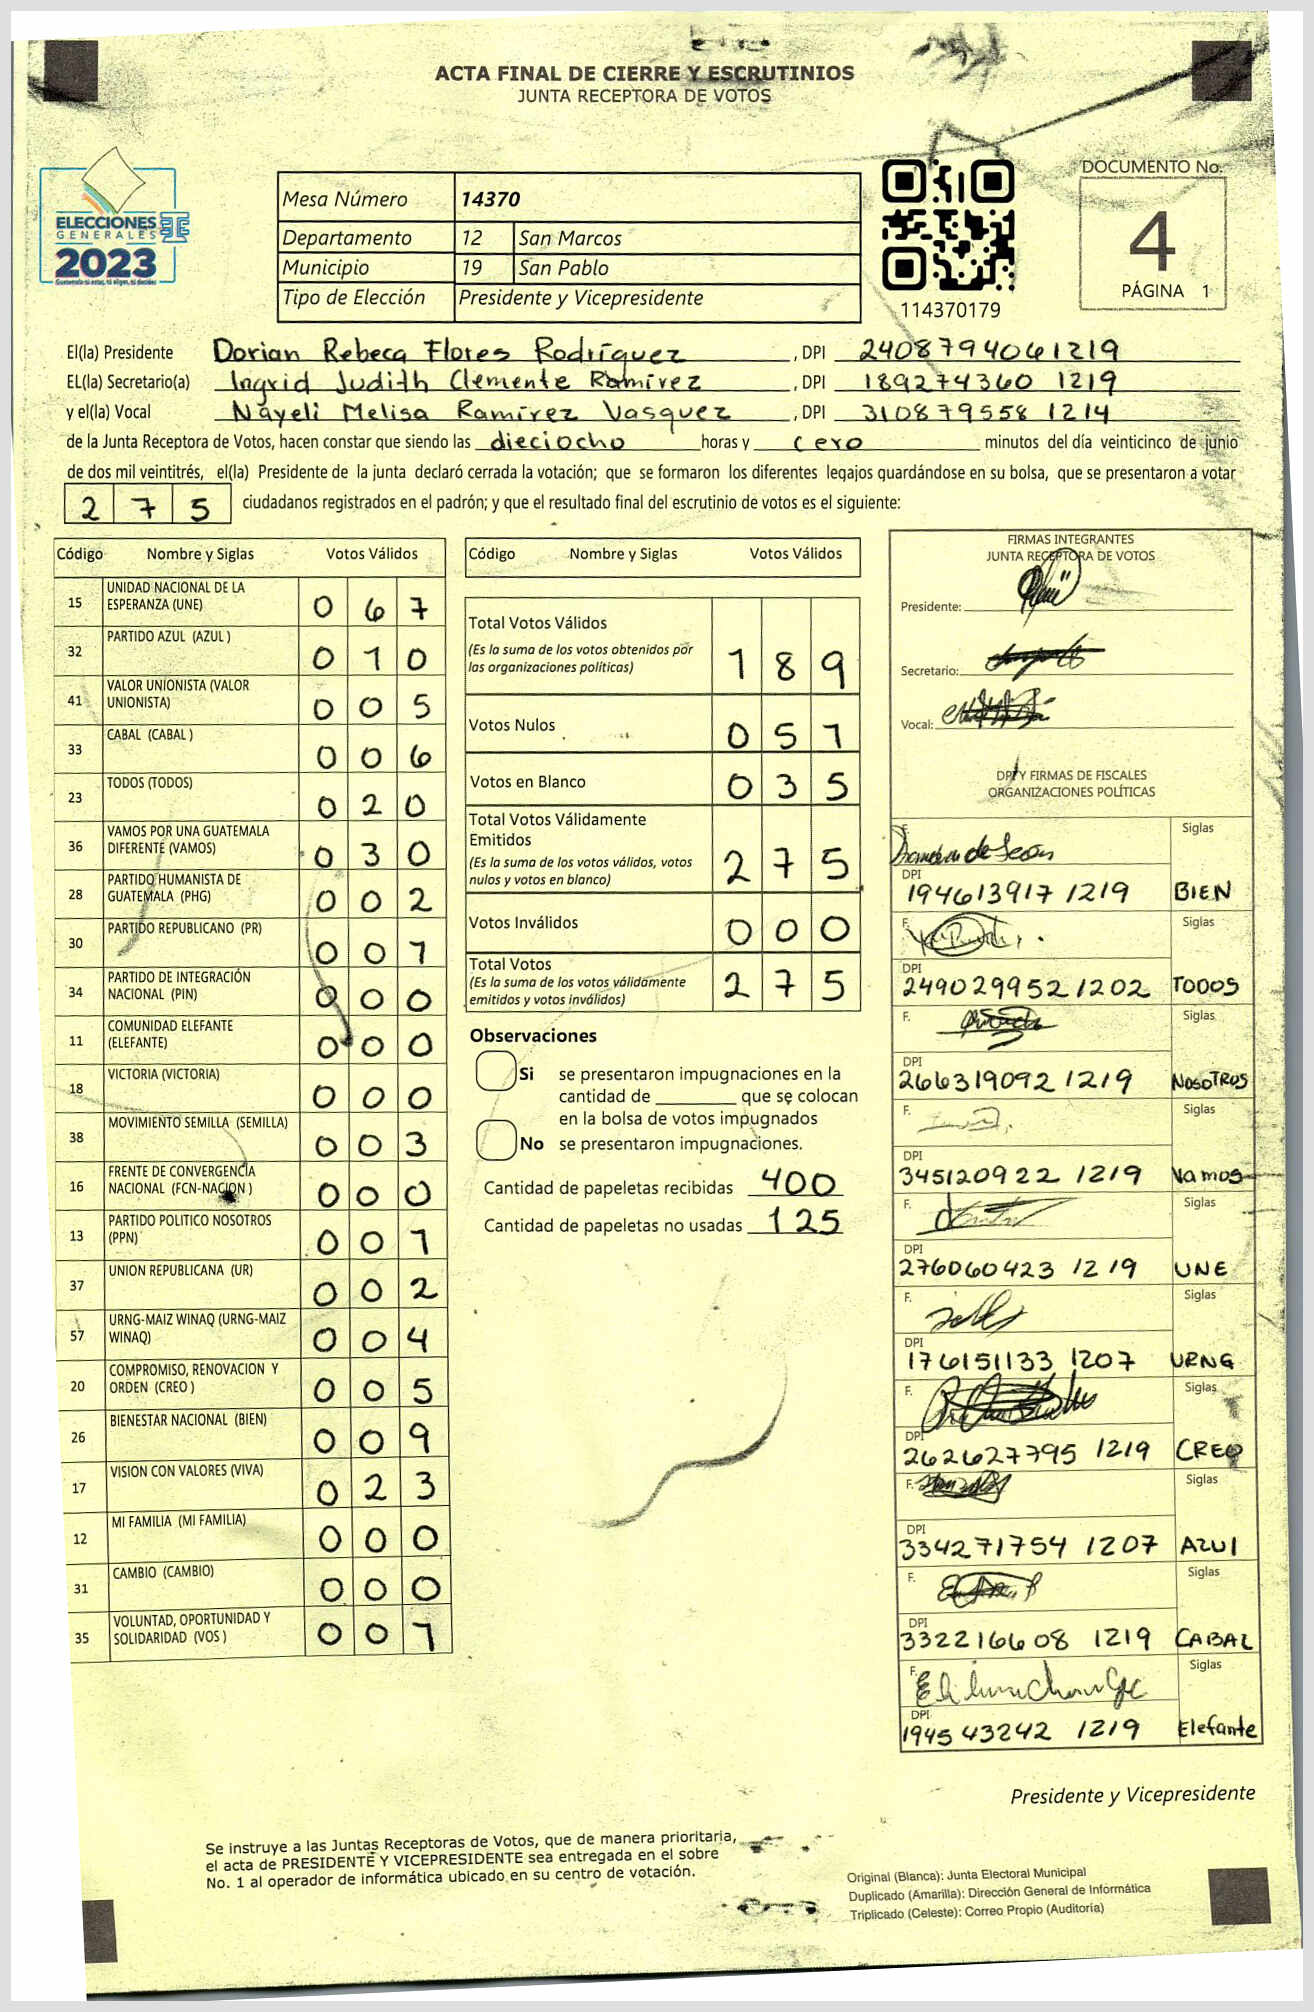 ACTA FINAL DE CIERRE Y ESCRUTINIOS
JUNTA RECEPTORA DE VOTOS
ELECCIONES
GENERALES
2023
Mesa Número 14370
Departamento 12 San Marcos
Municipio 19 San Pablo
Tipo de Elección Presidente y Vicepresidente
114370179
DOCUMENTO No.
4
PÁGINA 1
El(la) Presidente Dorian Rebeca Flores Rodríguez , DPI 2408794061219
EL(la) Secretario(a) Ingrid Judith Clemente Ramírez , DPI 189274360 1219
y el(la) Vocal Nayeli Melisa Ramírez Vasquez , DPI 310879558 1214
de la Junta Receptora de Votos, hacen constar que siendo las dieciocho horas y cero minutos del día veinticinco de junio
de dos mil veintitrés, el(la) Presidente de la junta declaró cerrada la votación; que se formaron los diferentes legajos guardándose en su bolsa, que se presentaron a votar
2 7 5 ciudadanos registrados en el padrón; y que el resultado final del escrutinio de votos es el siguiente:
Código Nombre y Siglas Votos Válidos
15 UNIDAD NACIONAL DE LA
ESPERANZA (UNE) 0 6 7
32 PARTIDO AZUL (AZUL ) 0 1 0
41 VALOR UNIONISTA (VALOR
UNIONISTA) 0 0 5
33 CABAL (CABAL ) 0 0 6
23 TODOS (TODOS) 0 2 0
36 VAMOS POR UNA GUATEMALA
DIFERENTE (VAMOS) 0 3 0
28 PARTIDO HUMANISTA DE
GUATEMALA (PHG) 0 0 2
30 PARTIDO REPUBLICANO (PR) 0 0 1
34 PARTIDO DE INTEGRACIÓN
NACIONAL (PIN) 0 0 0
11 COMUNIDAD ELEFANTE
(ELEFANTE) 0 0 0
18 VICTORIA (VICTORIA) 0 0 0
38 MOVIMIENTO SEMILLA (SEMILLA) 0 0 3
16 FRENTE DE CONVERGENCIA
NACIONAL (FCN-NACION ) 0 0 0
13 PARTIDO POLITICO NOSOTROS
(PPN) 0 0 1
37 UNION REPUBLICANA (UR) 0 0 2
57 URNG-MAIZ WINAQ (URNG-MAIZ
WINAQ) 0 0 4
20 COMPROMISO, RENOVACION Y
ORDEN (CREO ) 0 0 5
26 BIENESTAR NACIONAL (BIEN) 0 0 9
17 VISION CON VALORES (VIVA) 0 2 3
12 MI FAMILIA (MI FAMILIA) 0 0 0
31 CAMBIO (CAMBIO) 0 0 0
35 VOLUNTAD, OPORTUNIDAD Y
SOLIDARIDAD (VOS ) 0 0 1
Código Nombre y Siglas Votos Válidos
Total Votos Válidos
(Es la suma de los votos obtenidos por
las organizaciones políticas) 1 8 9
Votos Nulos 0 5 1
Votos en Blanco 0 3 5
Total Votos Válidamente
Emitidos
(Es la suma de los votos válidos, votos
nulos y votos en blanco) 2 7 5
Votos Inválidos 0 0 0
Total Votos
(Es la suma de los votos válidamente
emitidos y votos inválidos) 2 7 5
Observaciones
Si se presentaron impugnaciones en la
cantidad de ________ que se colocan
en la bolsa de votos impugnados
No se presentaron impugnaciones.
Cantidad de papeletas recibidas 400
Cantidad de papeletas no usadas 125
FIRMAS INTEGRANTES
JUNTA RECEPTORA DE VOTOS
Presidente:
Secretario:
Vocal:
DPI Y FIRMAS DE FISCALES
ORGANIZACIONES POLÍTICAS
F. Siglas
DPI
194613917 1219 BIEN
F. Siglas
DPI
249029952 1202 TODOS
F. Siglas
DPI
266319092 1219 NOSOTROS
F. Siglas
DPI
345120922 1219 Vamos
F. Siglas
DPI
276060423 1219 UNE
F. Siglas
DPI
176151133 1207 URNG
F. Siglas
DPI
262627795 1219 CREO
F. Siglas
DPI
334271754 1207 AZUl
F. Siglas
DPI
332216608 1219 CABAL
F. Siglas
DPI
194543242 1219 Elefante
Presidente y Vicepresidente
Se instruye a las Juntas Receptoras de Votos, que de manera prioritaria,
el acta de PRESIDENTE Y VICEPRESIDENTE sea entregada en el sobre
No. 1 al operador de informática ubicado en su centro de votación.
Original (Blanca): Junta Electoral Municipal
Duplicado (Amarilla): Dirección General de Informática
Triplicado (Celeste): Correo Propio (Auditoría)